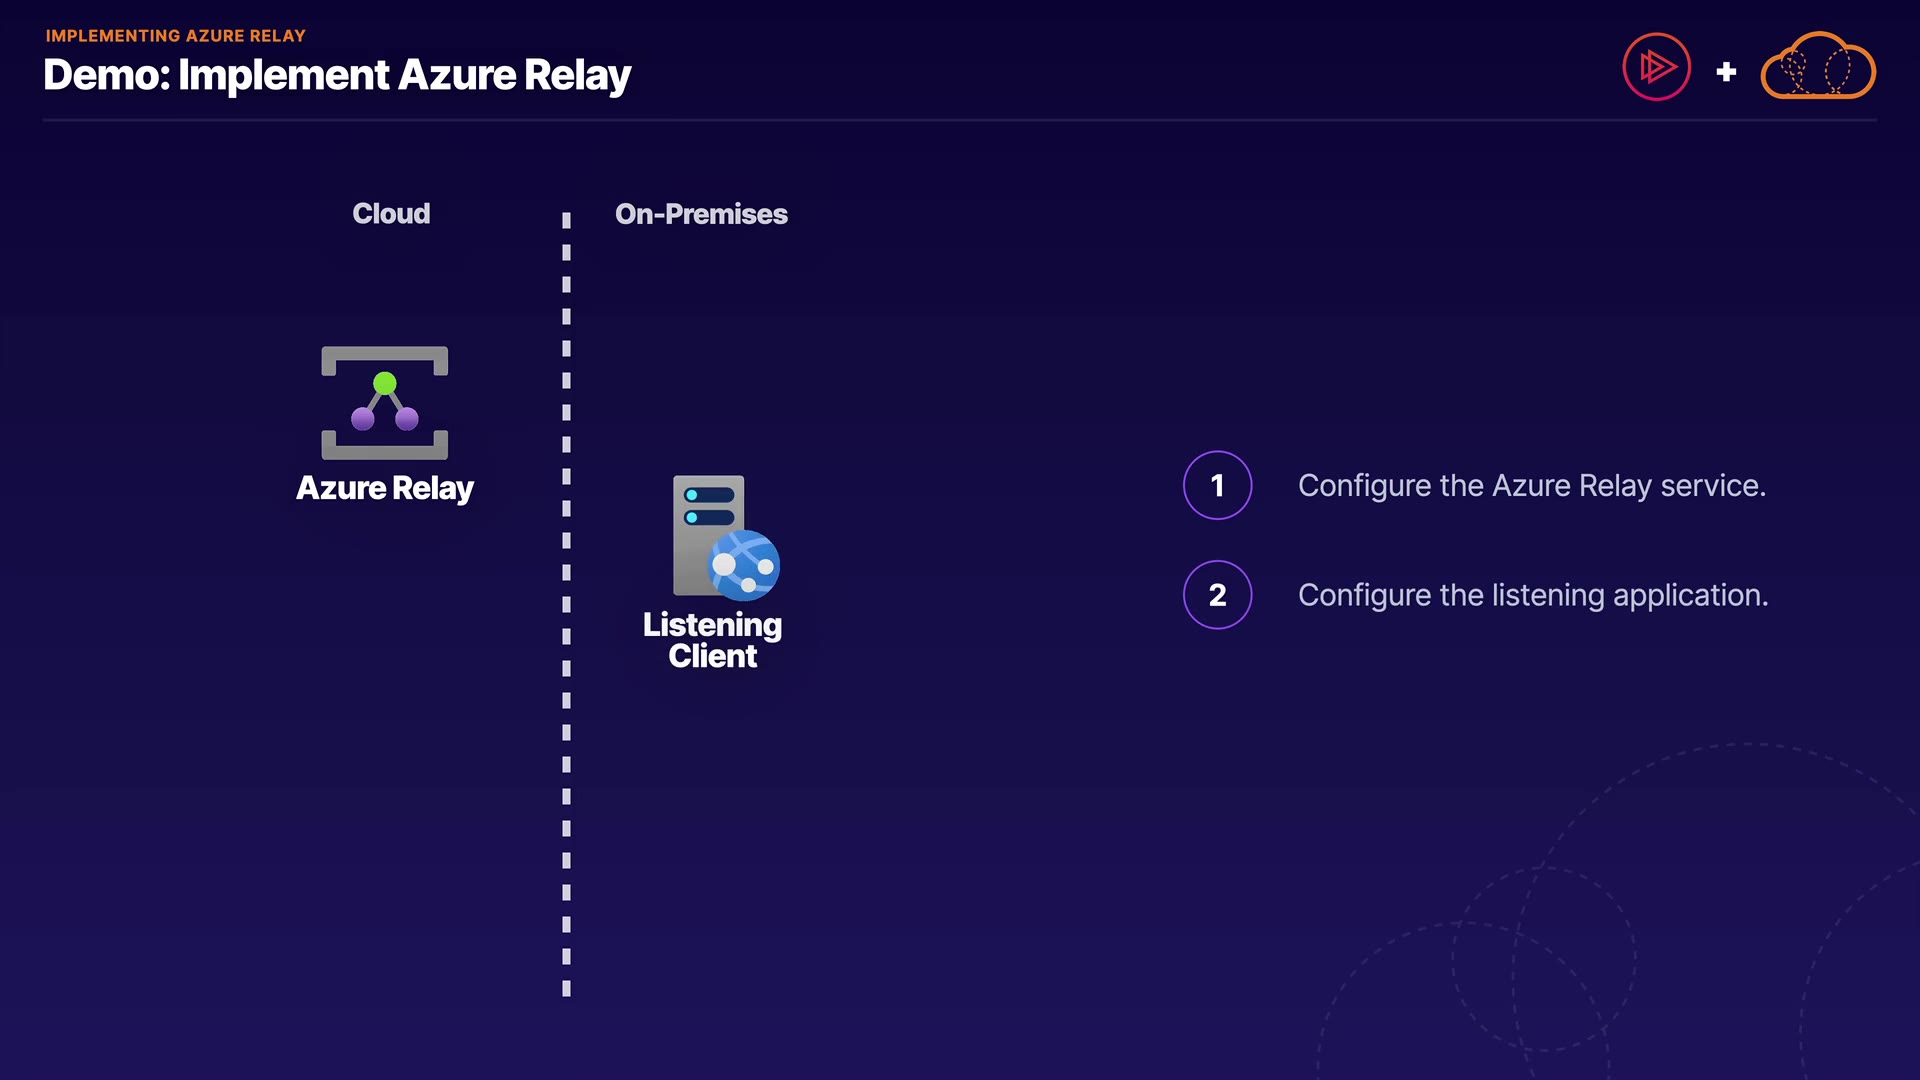 IMPLEMENTING AZURE RELAY
Demo: Implement Azure Relay
Cloud
On-Premises
Azure Relay
Listening
Client
1
Configure the Azure Relay service.
2
Configure the listening application.